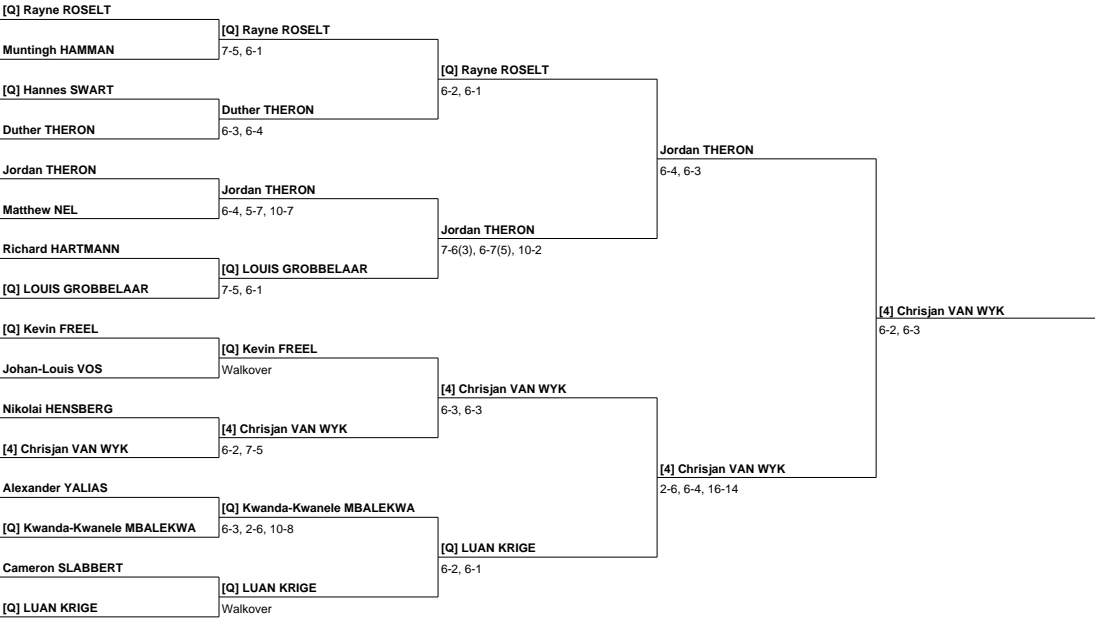 [Q] Rayne ROSELT
Muntingh HAMMAN
[Q] Hannes SWART
Duther THERON
Jordan THERON
Matthew NEL
Richard HARTMANN
[Q] LOUIS GROBBELAAR
[Q] Kevin FREEL
Johan-Louis VOS
Nikolai HENSBERG
[4] Chrisjan VAN WYK
Alexander YALIAS
[Q] Kwanda-Kwanele MBALEKWA
Cameron SLABBERT
[Q] LUAN KRIGE
[Q] Rayne ROSELT
7-5, 6-1
Duther THERON
6-3, 6-4
Jordan THERON
6-4, 5-7, 10-7
[Q] LOUIS GROBBELAAR
7-5, 6-1
[Q] Kevin FREEL
Walkover
[4] Chrisjan VAN WYK
6-2, 7-5
[Q] Kwanda-Kwanele MBALEKWA
6-3, 2-6, 10-8
[Q] LUAN KRIGE
Walkover
[Q] Rayne ROSELT
6-2, 6-1
Jordan THERON
7-6(3), 6-7(5), 10-2
[4] Chrisjan VAN WYK
6-3, 6-3
[Q] LUAN KRIGE
6-2, 6-1
Jordan THERON
6-4, 6-3
[4] Chrisjan VAN WYK
2-6, 6-4, 16-14
[4] Chrisjan VAN WYK
6-2, 6-3